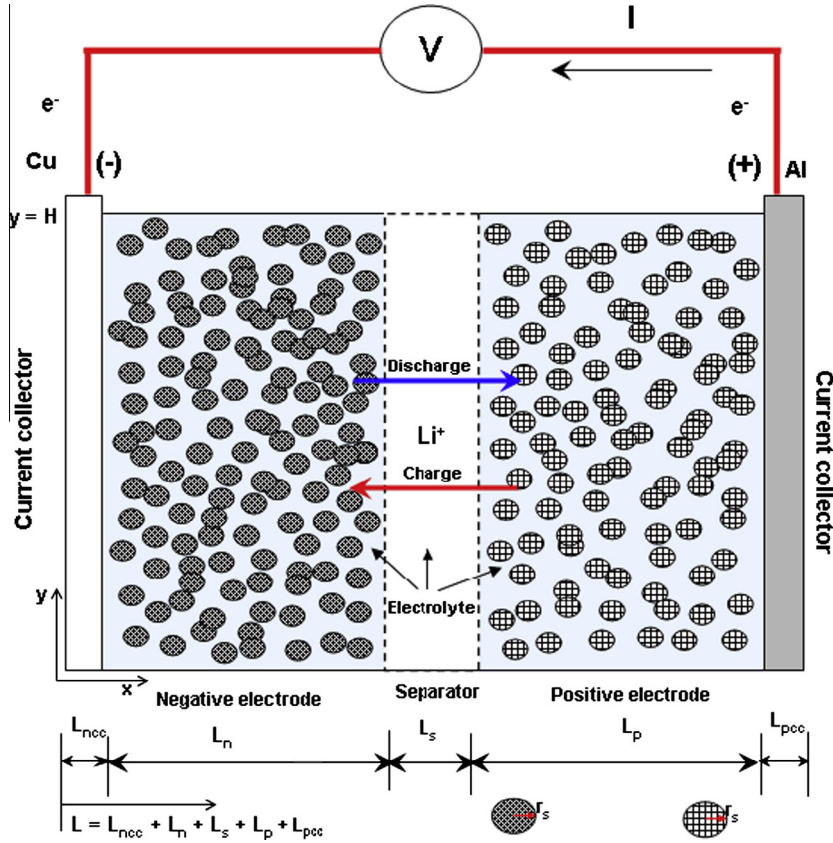 I
V
e-
e-
Cu
(-)
(+)
Al
y = H
Discharge
Current collector
Li+
Current collector
Charge
Electrolyte
y
x
Negative electrode
Separator
Positive electrode
Lncc
Ln
Ls
Lp
Lpcc
rs
rs
L = Lncc + Ln + Ls + Lp + Lpcc